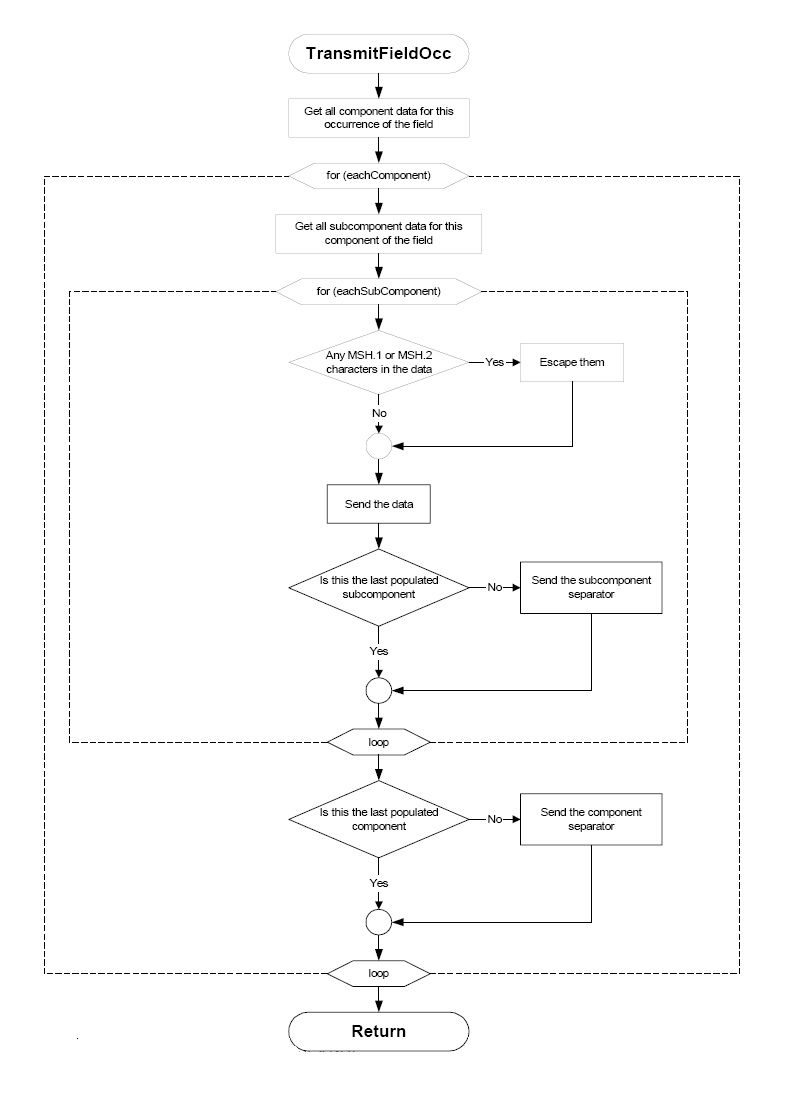 TransmitFieldOcc
Get all component data for this
occurrence of the field
for (eachComponent)
Get all subcomponent data for this
component of the field
for (eachSubComponent)
Any MSH.1 or MSH.2
characters in the data
Yes
Escape them
No
Send the data
Is this the last populated
subcomponent
No
Send the subcomponent
separator
Yes
loop
Is this the last populated
component
No
Send the component
separator
Yes
loop
Return